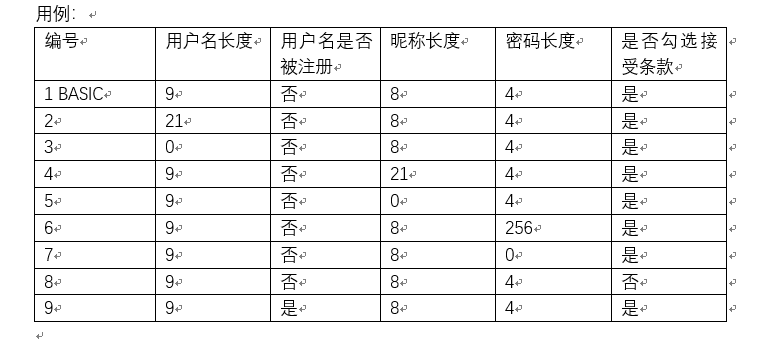 用例：
编号 用户名长度 用户名是否被注册 昵称长度 密码长度 是否勾选接受条款
1 BASIC 9 否 8 4 是
2 21 否 8 4 是
3 0 否 8 4 是
4 9 否 21 4 是
5 9 否 0 4 是
6 9 否 8 256 是
7 9 否 8 0 是
8 9 否 8 4 否
9 9 是 8 4 是